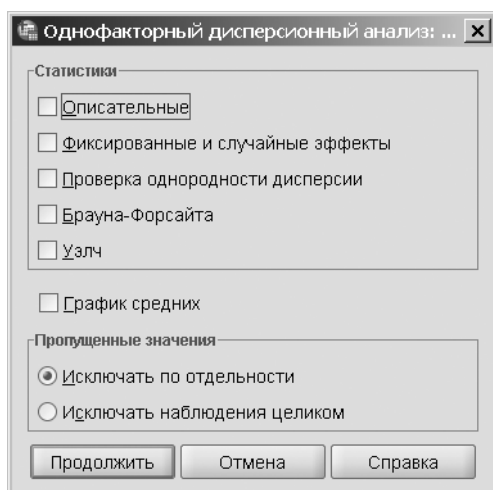 Однофакторный дисперсионный анализ: ...
Статистики
Описательные
Фиксированные и случайные эффекты
Проверка однородности дисперсии
Брауна-Форсайта
Уэлч
График средних
Пропущенные значения
Исключать по отдельности
Исключать наблюдения целиком
Продолжить Отмена Справка